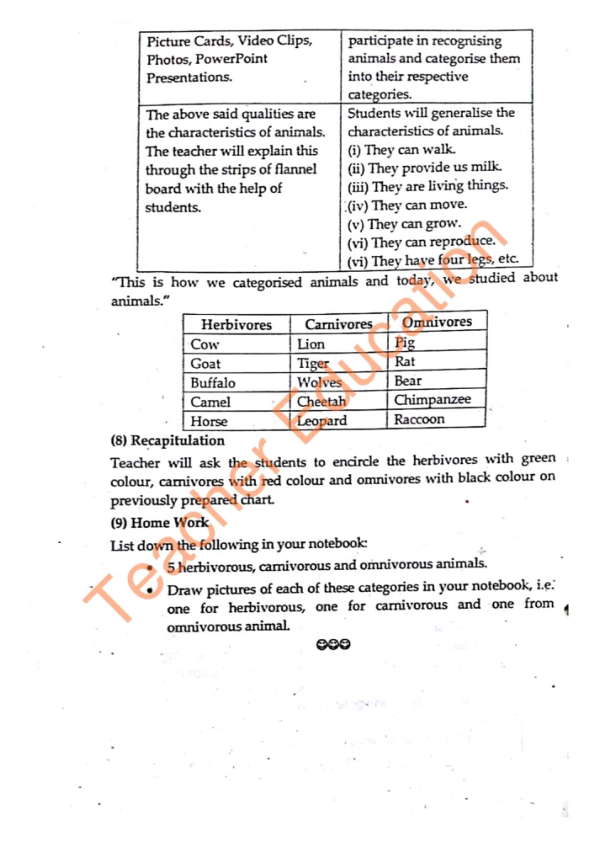 Picture Cards, Video Clips,
Photos, PowerPoint
Presentations.
participate in recognising
animals and categorise them
into their respective
categories.
The above said qualities are
the characteristics of animals.
The teacher will explain this
through the strips of flannel
board with the help of
students.
Students will generalise the
characteristics of animals.
(i) They can walk.
(ii) They provide us milk.
(iii) They are living things.
(iv) They can move.
(v) They can grow.
(vi) They can reproduce.
(vi) They have four legs, etc.
"This is how we categorised animals and today, we studied about
animals."
Herbivores Carnivores Omnivores
Cow Lion Pig
Goat Tiger Rat
Buffalo Wolves Bear
Camel Cheetah Chimpanzee
Horse Leopard Raccoon
(8) Recapitulation
Teacher will ask the students to encircle the herbivores with green
colour, carnivores with red colour and omnivores with black colour on
previously prepared chart.
(9) Home Work
List down the following in your notebook:
• 5 herbivorous, carnivorous and omnivorous animals.
• Draw pictures of each of these categories in your notebook, i.e.
one for herbivorous, one for carnivorous and one from
omnivorous animal.
Teacher Education